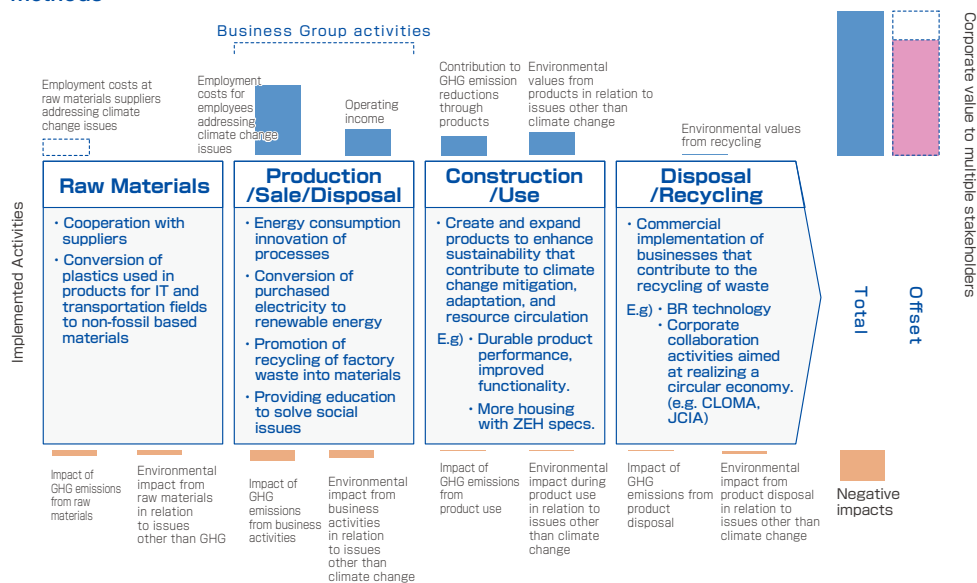 Business Group activities
Employment costs at
raw materials suppliers
addressing climate
change issues
Employment
costs for
employees
addressing
climate change
issues
Operating
income
Contribution to
GHG emission
reductions
through
products
Environmental
values from
products in relation to
issues other than
climate change
Environmental values
from recycling
Implemented Activities
Raw Materials
・Cooperation with
suppliers
・Conversion of
plastics used in
products for IT and
transportation fields
to non-fossil based
materials
Production
/Sale/Disposal
・Energy consumption
innovation of
processes
・Conversion of
purchased
electricity to
renewable energy
・Promotion of
recycling of factory
waste into materials
・Providing education
to solve social
issues
Construction
/Use
・Create and expand
products to enhance
sustainability that
contribute to climate
change mitigation,
adaptation, and
resource circulation
E.g)・Durable product
performance,
improved
functionality.
・More housing
with ZEH specs.
Disposal
/Recycling
・Commercial
implementation of
businesses that
contribute to the
recycling of waste
E.g)・BR technology
・Corporate
collaboration
activities aimed
at realizing a
circular economy.
(e.g. CLOMA,
JCIA)
Total
Offset
Corporate value to multiple stakeholders
Impact of
GHG emissions
from raw
materials
Environmental
impact from
raw materials
in relation
to issues
other than GHG
Impact of
GHG
emissions
from business
activities
Environmental
impact from
business
activities
in relation
to issues
other than
climate change
Impact of
GHG emissions
from
product use
Environmental
impact during
product use
in relation to
issues other
than climate
change
Impact of
GHG
emissions from
product
disposal
Environmental
impact from
product disposal
in relation to
issues other than
climate change
Negative
impacts